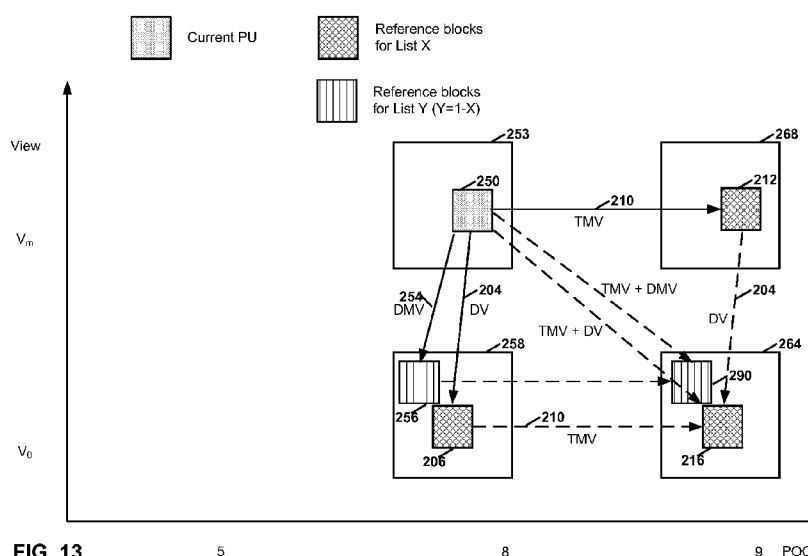 Current PU
Reference blocks
for List X
Reference blocks
for List Y (Y=1-X)
View
253
268
250
212
210
TMV
Vm
254
DMV
204
DV
TMV + DMV
204
DV
TMV + DV
258
264
290
256
210
TMV
V0
206
216
FIG. 13
5
8
9
POC